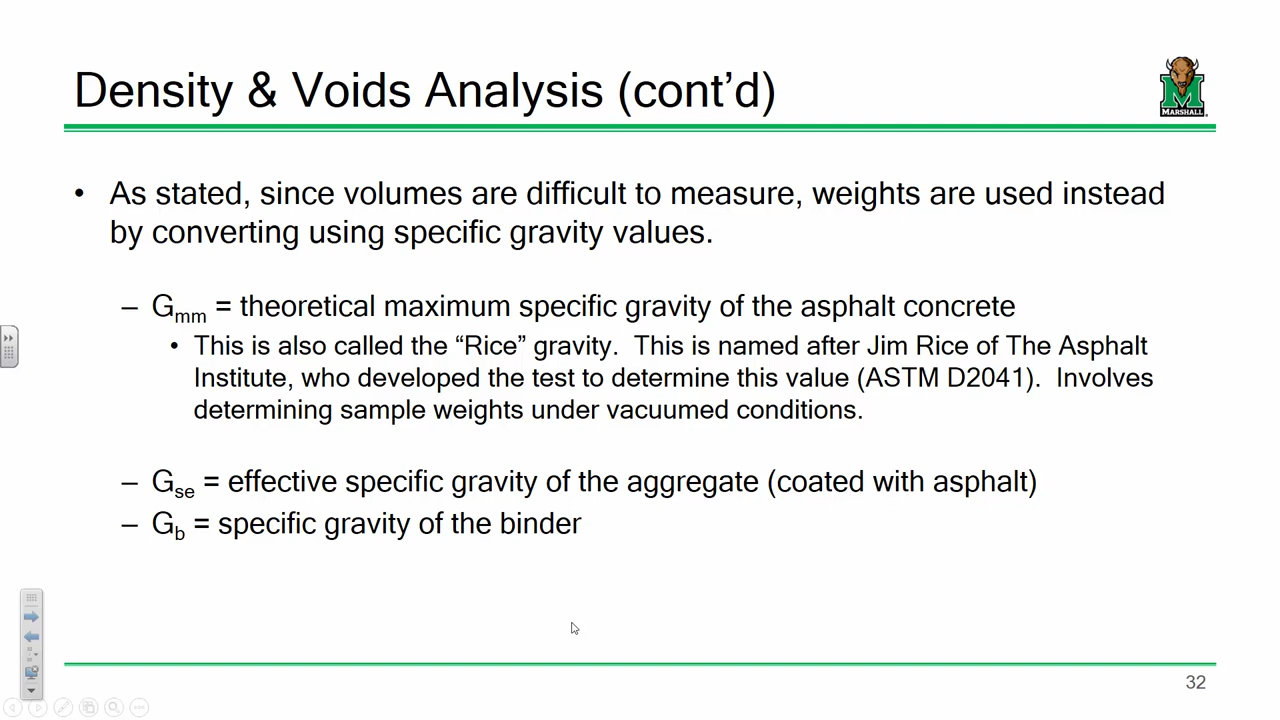 Density & Voids Analysis (cont’d)
MARSHALL
• As stated, since volumes are difficult to measure, weights are used instead
by converting using specific gravity values.
– Gmm = theoretical maximum specific gravity of the asphalt concrete
• This is also called the “Rice” gravity.  This is named after Jim Rice of The Asphalt
Institute, who developed the test to determine this value (ASTM D2041).  Involves
determining sample weights under vacuumed conditions.
– Gse = effective specific gravity of the aggregate (coated with asphalt)
– Gb = specific gravity of the binder
32